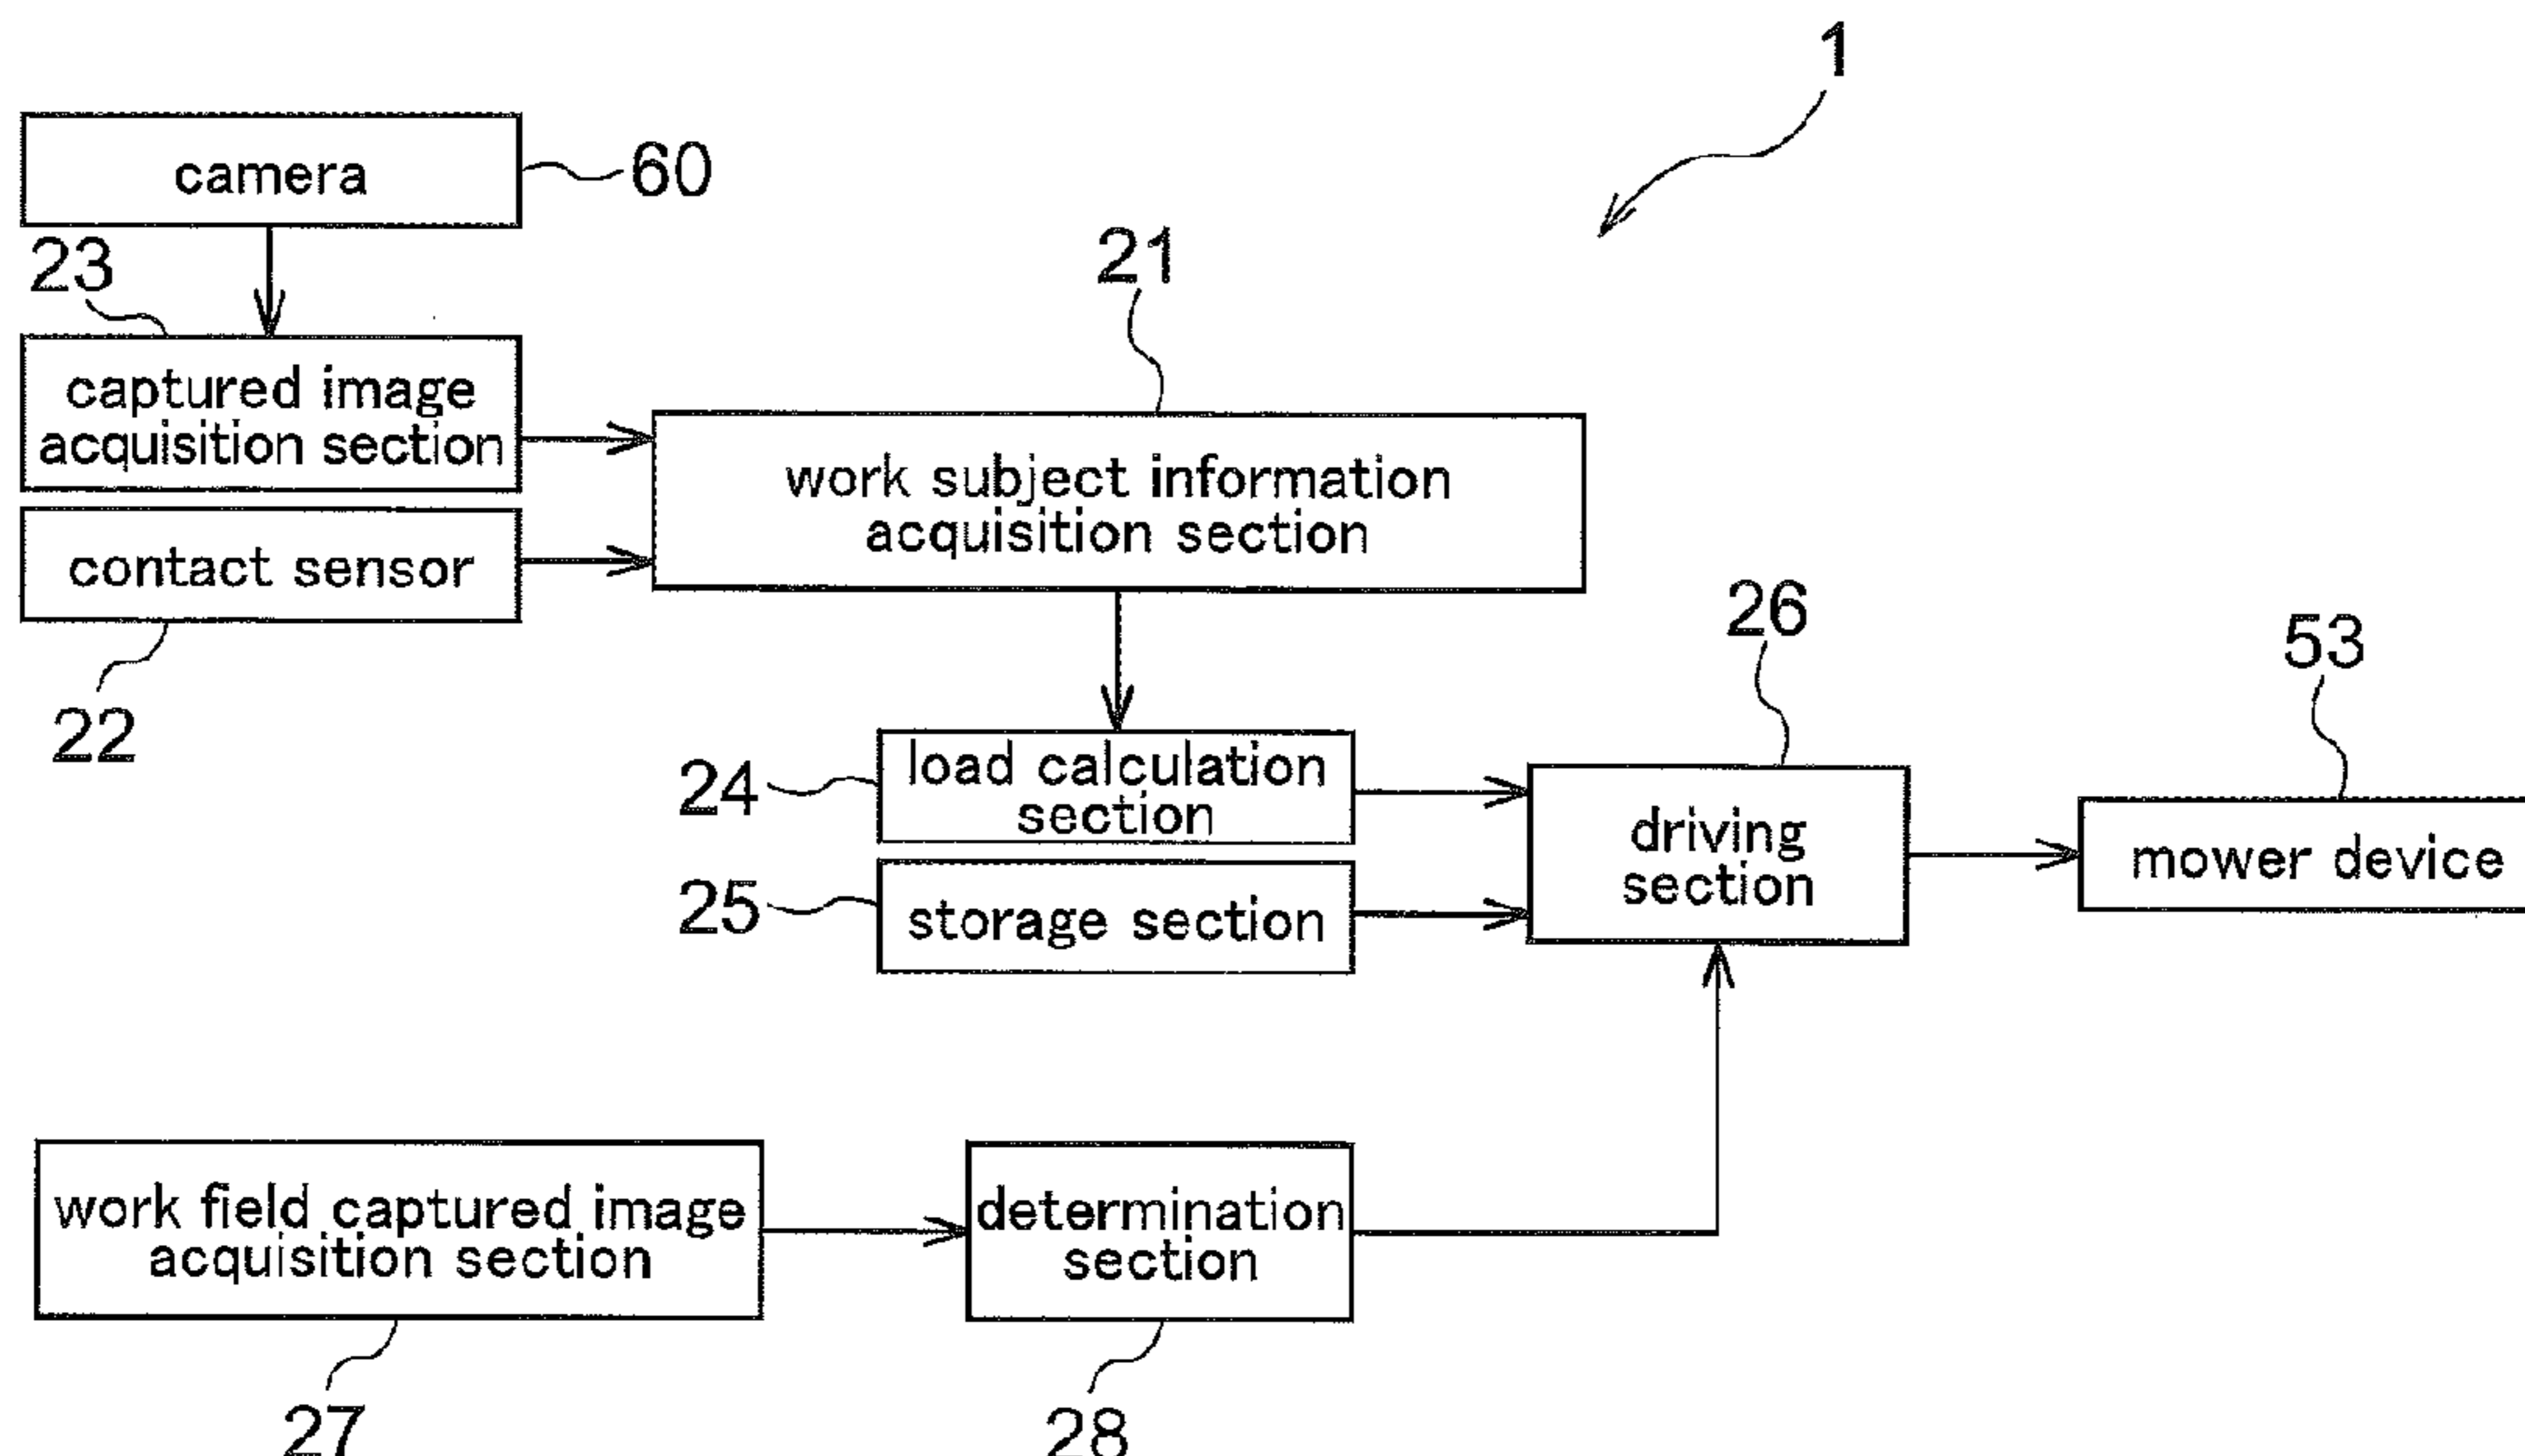 1
camera
60
23
captured image
acquisition section
21
work subject information
acquisition section
contact sensor
22
26
53
24
load calculation
section
driving
section
mower device
25
storage section
work field captured image
acquisition section
determination
section
27
28